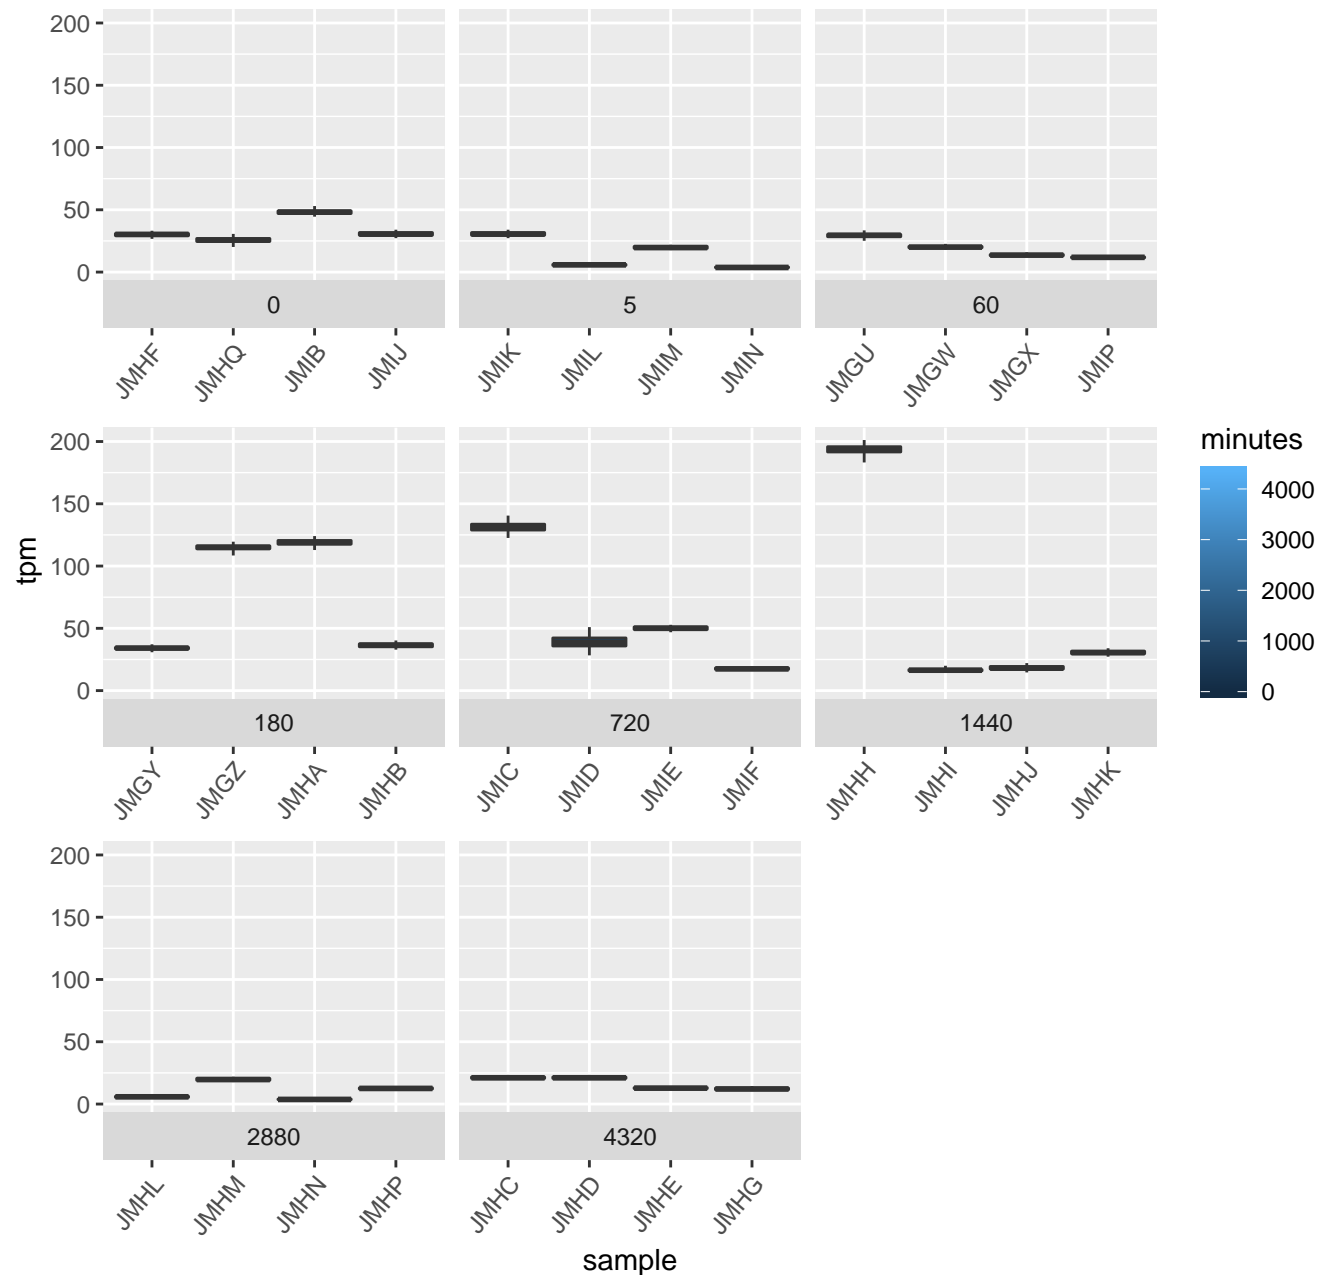 200
150
100
50
0
0
5
60
JMHF
JMHQ
JMIB
JMIJ
JMIK
JMIL
JMIM
JMIN
JMGU
JMGW
JMGX
JMIP
tpm
200
150
100
50
0
180
720
1440
JMGY
JMGZ
JMHA
JMHB
JMIC
JMID
JMIE
JMIF
JMHH
JMHI
JMHJ
JMHK
minutes
4000
3000
2000
1000
0
200
150
100
50
0
2880
4320
JMHL
JMHM
JMHN
JMHP
JMHC
JMHD
JMHE
JMHG
sample